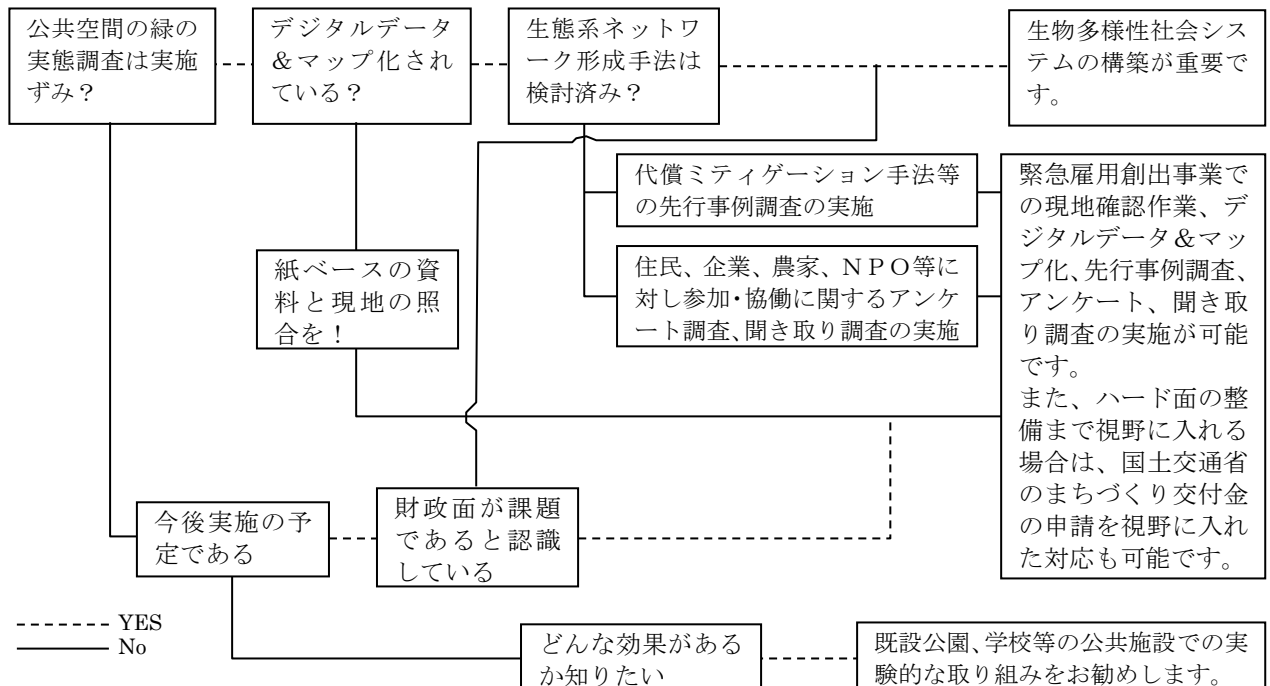 公共空間の緑の
実態調査は実施
ずみ？
デジタルデータ
＆マップ化され
ている？
生態系ネットワ
ーク形成手法は
検討済み？
生物多様性社会シス
テムの構築が重要で
す。
代償ミティゲーション手法等
の先行事例調査の実施
住民、企業、農家、ＮＰＯ等に
対し参加・協働に関するアンケ
ート調査、聞き取り調査の実施
緊急雇用創出事業で
の現地確認作業、デ
ジタルデータ＆マッ
プ化、先行事例調査、
アンケート、聞き取
り調査の実施が可能
です。
また、ハード面の整
備まで視野に入れる
場合は、国土交通省
のまちづくり交付金
の申請を視野に入れ
た対応も可能です。
紙ベースの資
料と現地の照
合を！
今後実施の予
定である
財政面が課題
であると認識
している
YES
No
どんな効果がある
か知りたい
既設公園、学校等の公共施設での実
験的な取り組みをお勧めします。